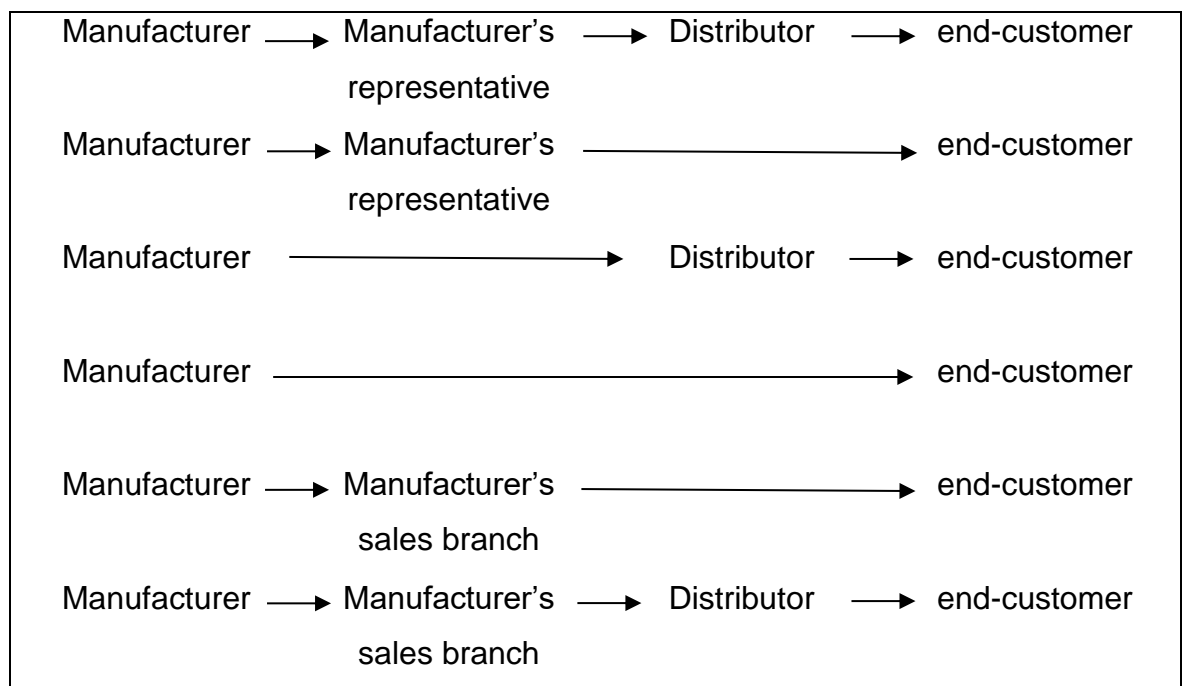 Manufacturer Manufacturer’s Distributor end-customer
representative
Manufacturer Manufacturer’s end-customer
representative
Manufacturer Distributor end-customer
Manufacturer end-customer
Manufacturer Manufacturer’s end-customer
sales branch
Manufacturer Manufacturer’s Distributor end-customer
sales branch